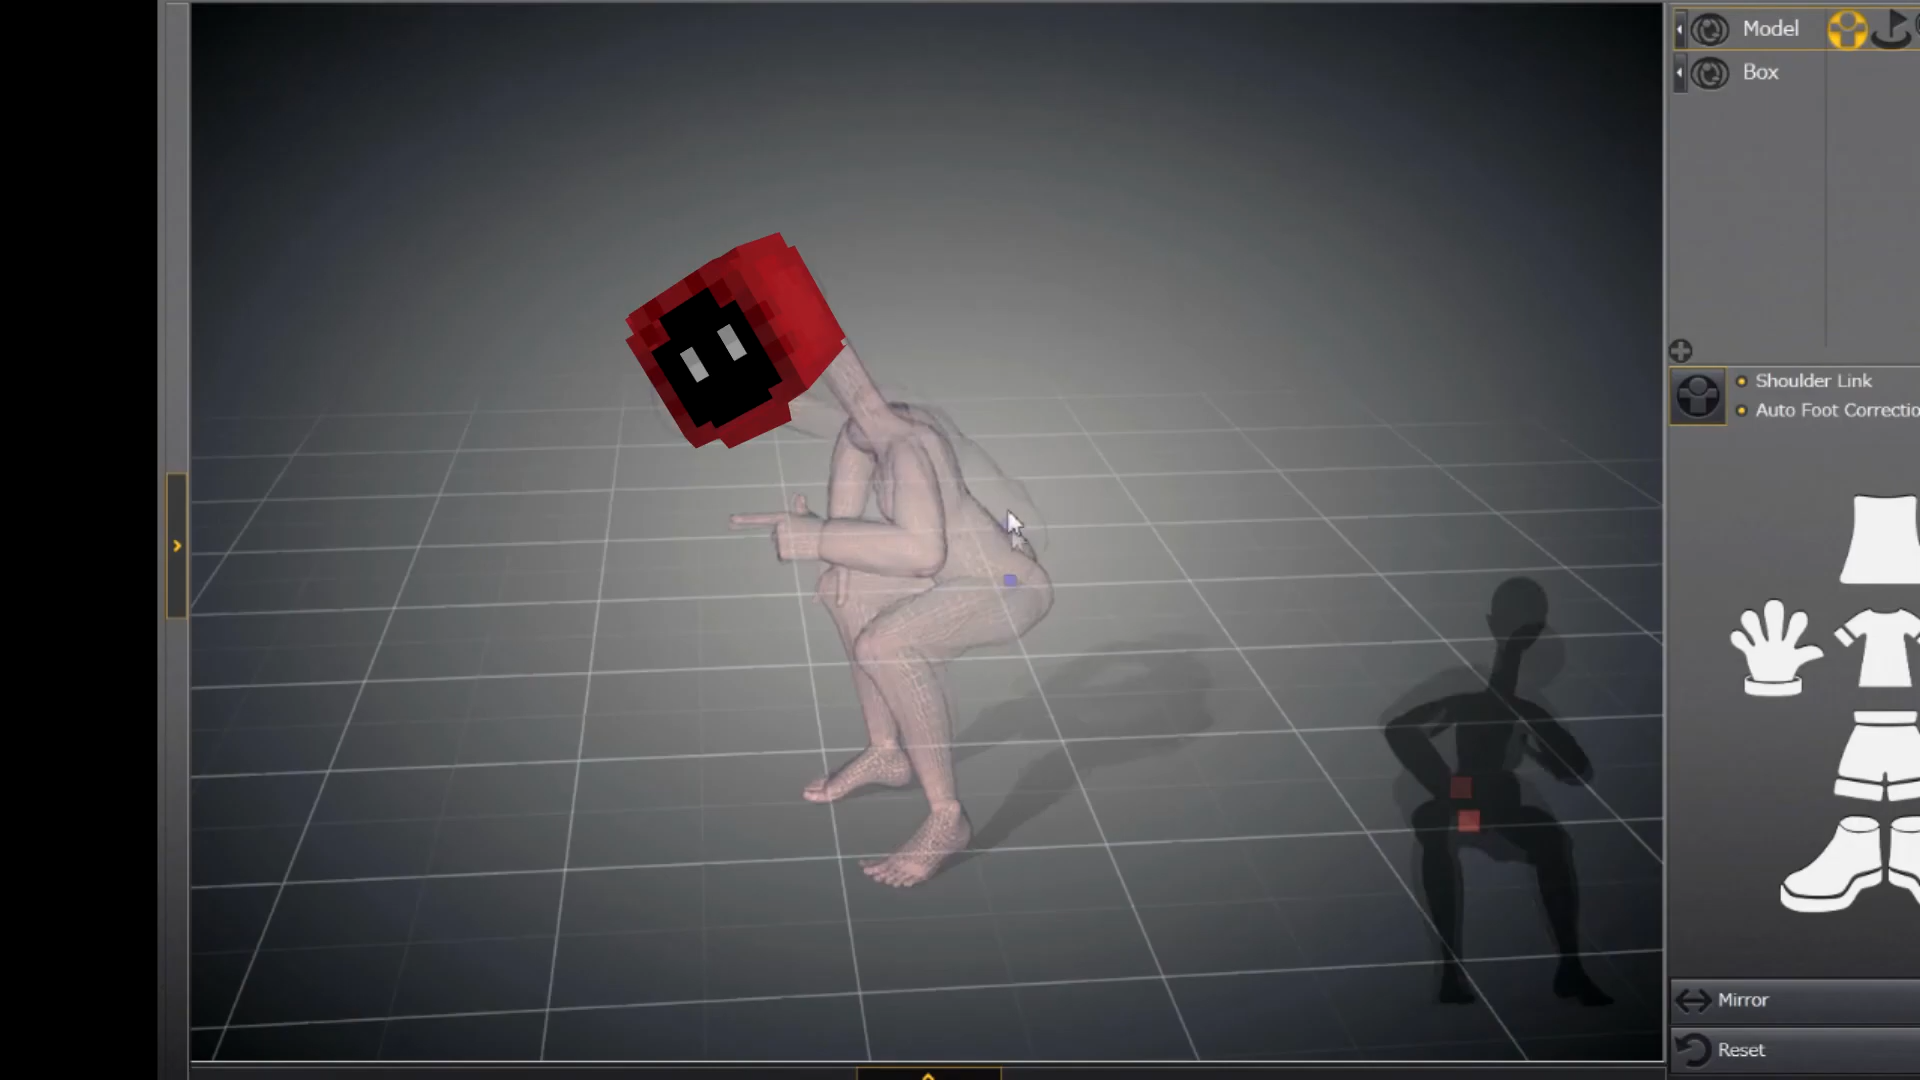 Model
Box
Shoulder Link
Auto Foot Correctio
Mirror
Reset